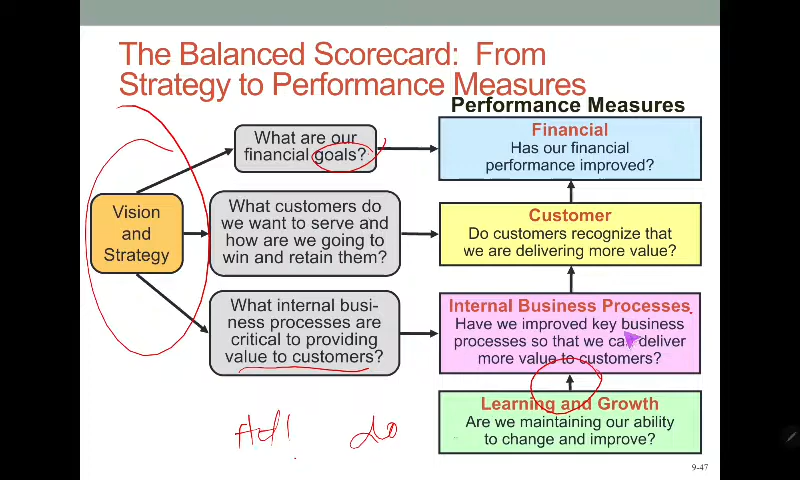 The Balanced Scorecard: From
Strategy to Performance Measures
Performance Measures
What are our
financial goals?
Financial
Has our financial
performance improved?
Vision
and
Strategy
What customers do
we want to serve and
how are we going to
win and retain them?
Customer
Do customers recognize that
we are delivering more value?
What internal busi-
ness processes are
critical to providing
value to customers?
Internal Business Processes
Have we improved key business
processes so that we can deliver
more value to customers?
Learning and Growth
Are we maintaining our ability
to change and improve?
9-47